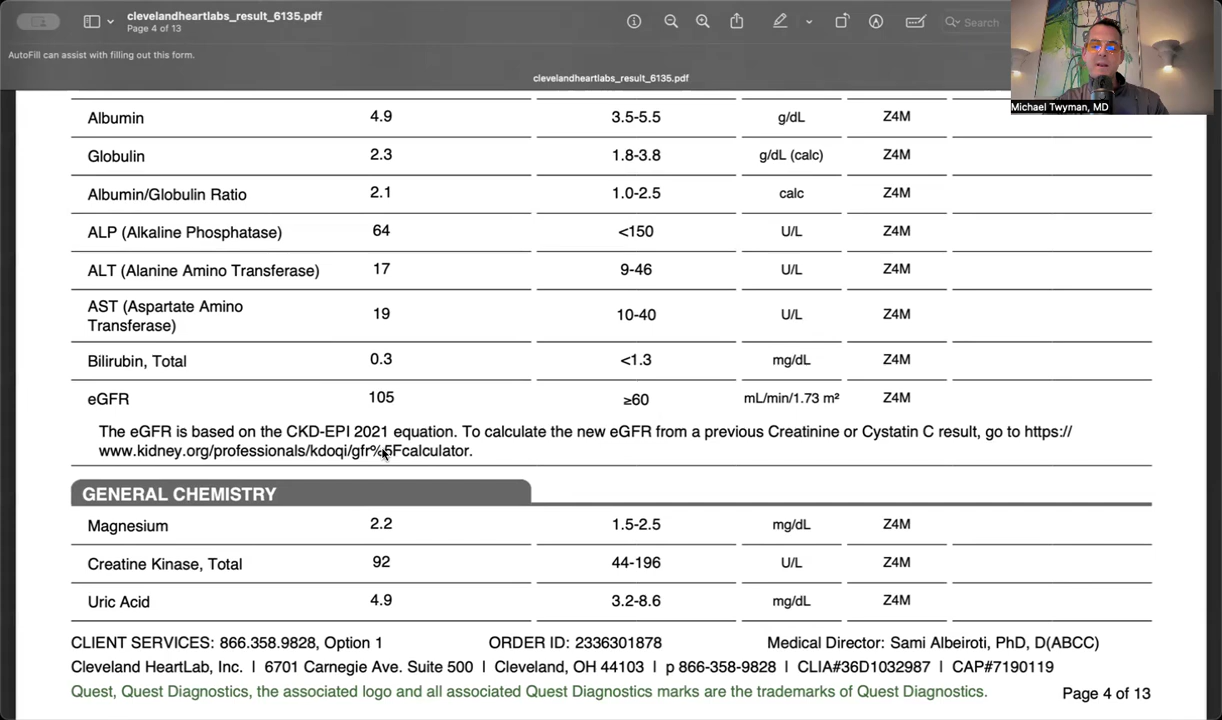 clevelandheartlabs_result_6135.pdf
Page 4 of 13
Search
AutoFill can assist with filling out this form.
clevelandheartlabs_result_6135.pdf
Michael Twyman, MD
Albumin 4.9 3.5-5.5 g/dL Z4M
Globulin 2.3 1.8-3.8 g/dL (calc) Z4M
Albumin/Globulin Ratio 2.1 1.0-2.5 calc Z4M
ALP (Alkaline Phosphatase) 64 <150 U/L Z4M
ALT (Alanine Amino Transferase) 17 9-46 U/L Z4M
AST (Aspartate Amino
Transferase) 19 10-40 U/L Z4M
Bilirubin, Total 0.3 <1.3 mg/dL Z4M
eGFR 105 ≥60 mL/min/1.73 m² Z4M
The eGFR is based on the CKD-EPI 2021 equation. To calculate the new eGFR from a previous Creatinine or Cystatin C result, go to https://
www.kidney.org/professionals/kdoqi/gfr%5Fcalculator.
GENERAL CHEMISTRY
Magnesium 2.2 1.5-2.5 mg/dL Z4M
Creatine Kinase, Total 92 44-196 U/L Z4M
Uric Acid 4.9 3.2-8.6 mg/dL Z4M
CLIENT SERVICES: 866.358.9828, Option 1 ORDER ID: 2336301878 Medical Director: Sami Albeiroti, PhD, D(ABCC)
Cleveland HeartLab, Inc. | 6701 Carnegie Ave. Suite 500 | Cleveland, OH 44103 | p 866-358-9828 | CLIA#36D1032987 | CAP#7190119
Quest, Quest Diagnostics, the associated logo and all associated Quest Diagnostics marks are the trademarks of Quest Diagnostics. Page 4 of 13